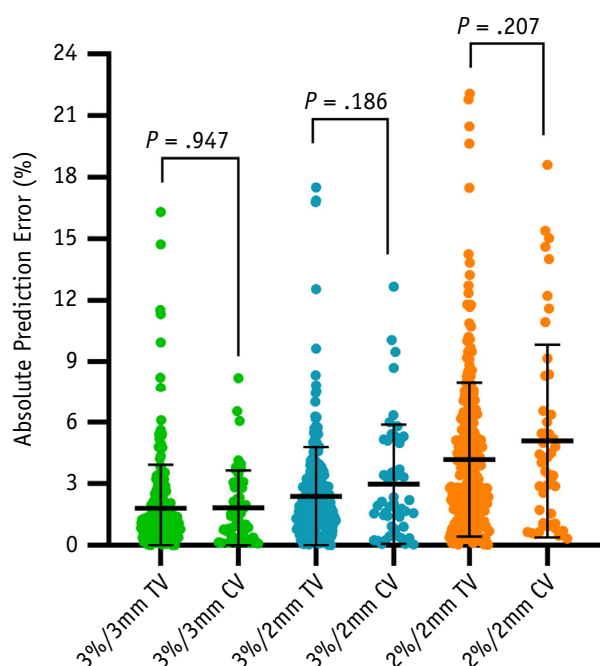 P = .207
P = .186
P = .947
Absolute Prediction Error (%)
24
21
18
15
12
9
6
3
0
3%/3mm TV
3%/3mm CV
3%/2mm TV
3%/2mm CV
2%/2mm TV
2%/2mm CV